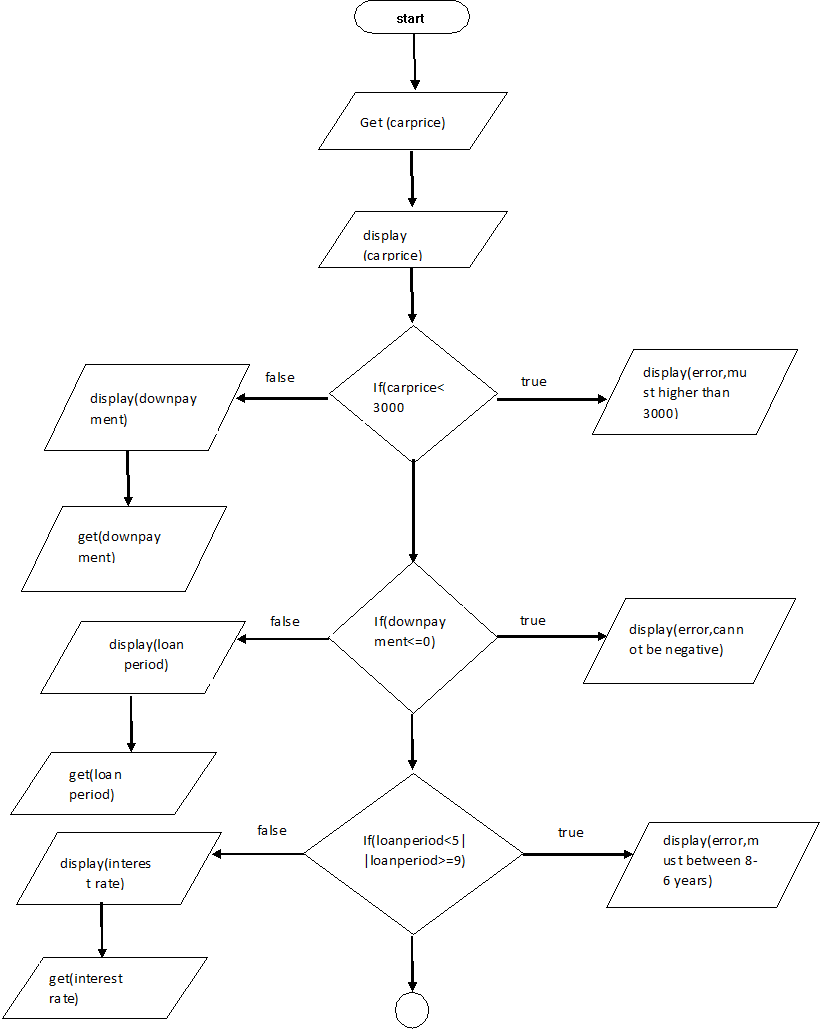 start
Get (carprice)
display
(carprice)
false
If(carprice<
3000
true
display(error,mu
st higher than
3000)
display(downpay
ment)
get(downpay
ment)
false
If(downpay
ment<=0)
true
display(error,cann
ot be negative)
display(loan
period)
get(loan
period)
false
If(loanperiod<5|
|loanperiod>=9)
true
display(error,m
ust between 8-
6 years)
display(interes
t rate)
get(interest
rate)